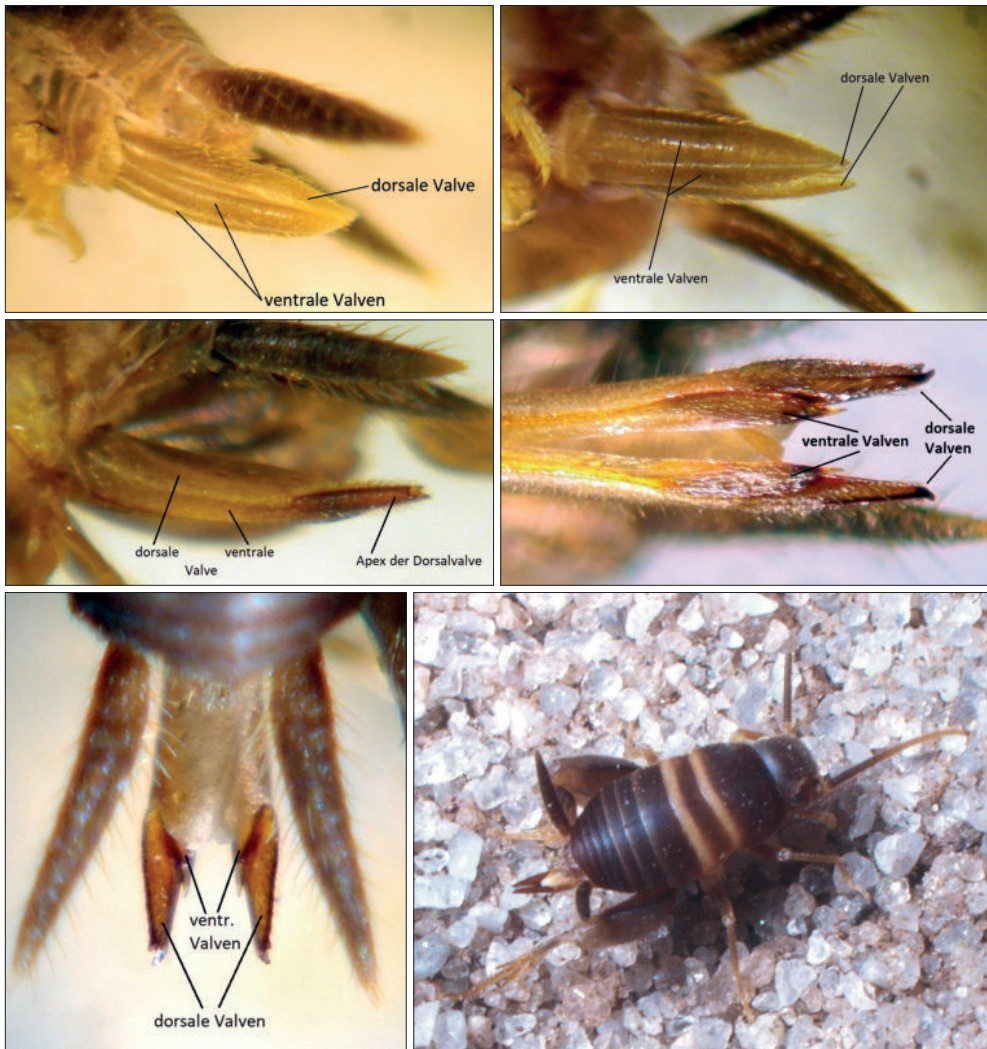 dorsale Valve
ventrale Valven
dorsale Valven
ventrale Valven
dorsale
ventrale
Valve
Apex der Dorsalvalve
ventrale Valven
dorsale
Valven
ventr.
Valven
dorsale Valven